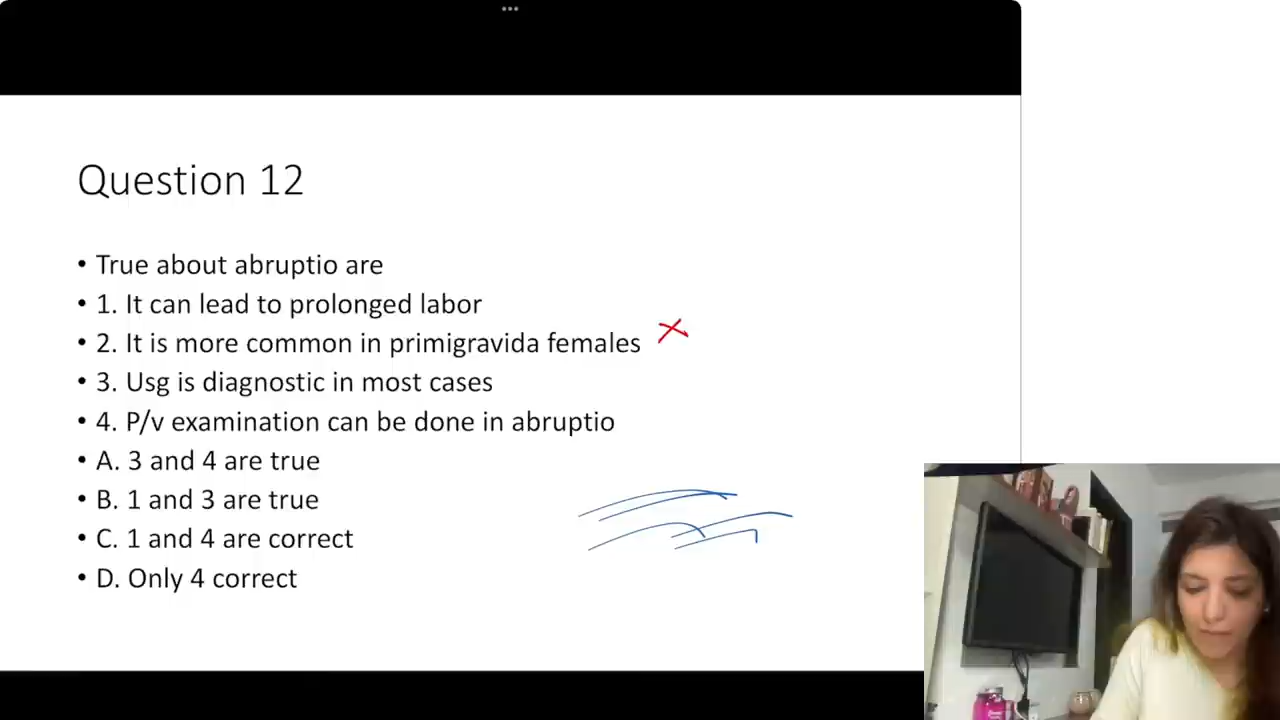 Question 12
• True about abruptio are
• 1. It can lead to prolonged labor
• 2. It is more common in primigravida females
• 3. Usg is diagnostic in most cases
• 4. P/v examination can be done in abruptio
• A. 3 and 4 are true
• B. 1 and 3 are true
• C. 1 and 4 are correct
• D. Only 4 correct